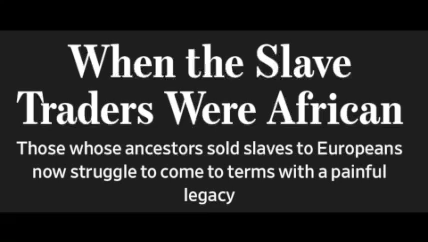 When the Slave
Traders Were African
Those whose ancestors sold slaves to Europeans
now struggle to come to terms with a painful
legacy